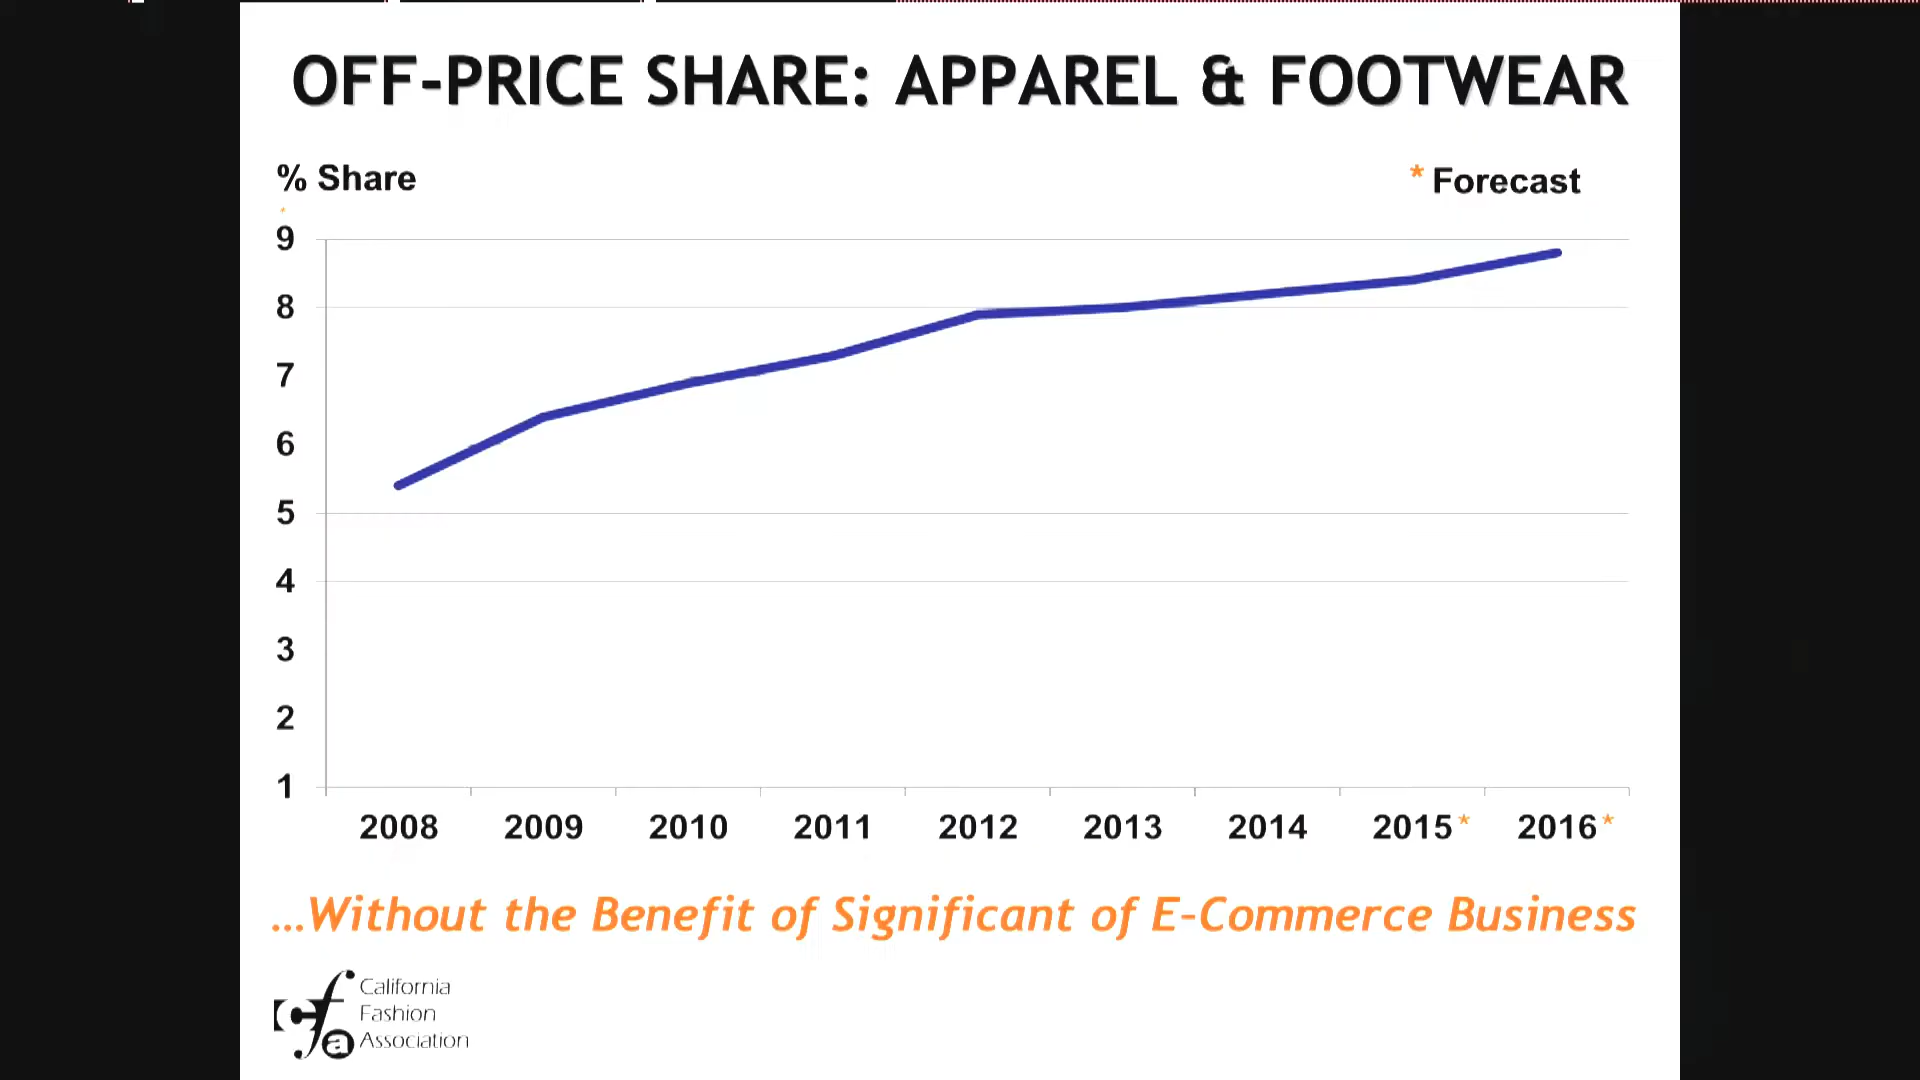 OFF-PRICE SHARE: APPAREL & FOOTWEAR
% Share
* Forecast
*
9
8
7
6
5
4
3
2
1
2008 2009 2010 2011 2012 2013 2014 2015* 2016*
...Without the Benefit of Significant of E-Commerce Business
cfa
California
Fashion
Association